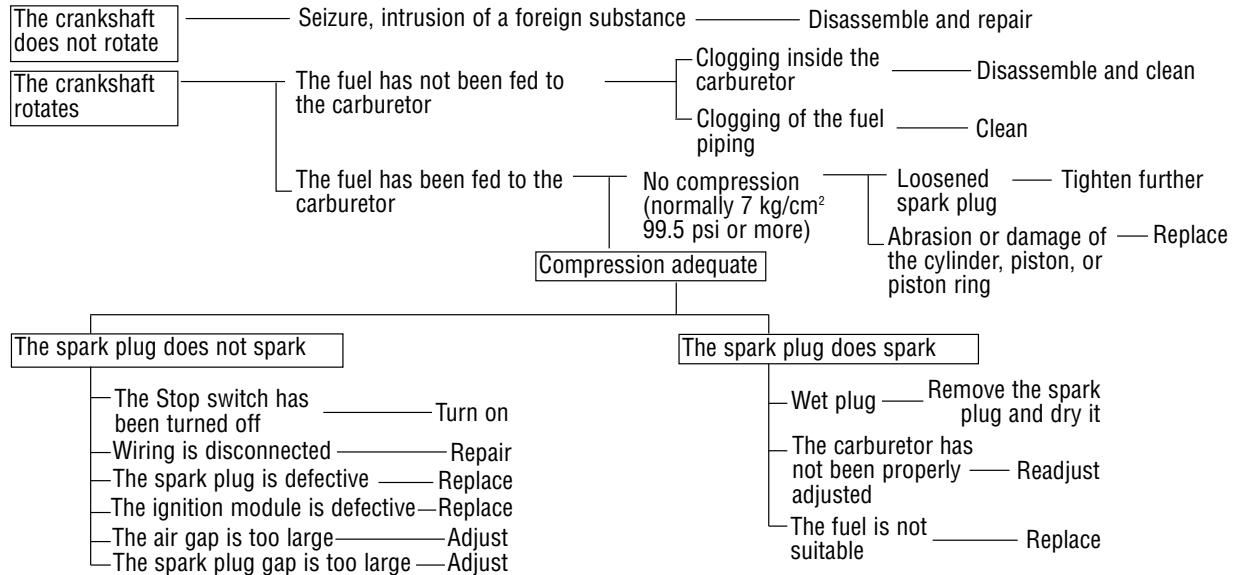 The crankshaft
does not rotate
Seizure, intrusion of a foreign substance
Disassemble and repair
The crankshaft
rotates
The fuel has not been fed to
the carburetor
Clogging inside the
carburetor
Disassemble and clean
Clogging of the fuel
piping
Clean
The fuel has been fed to the
carburetor
No compression
(normally 7 kg/cm²
99.5 psi or more)
Loosened
spark plug
Tighten further
Abrasion or damage of
the cylinder, piston, or
piston ring
Replace
Compression adequate
The spark plug does not spark
The Stop switch has
been turned off
Turn on
Wiring is disconnected
Repair
The spark plug is defective
Replace
The ignition module is defective
Replace
The air gap is too large
Adjust
The spark plug gap is too large
Adjust
The spark plug does spark
Wet plug
Remove the spark
plug and dry it
The carburetor has
not been properly
adjusted
Readjust
The fuel is not
suitable
Replace